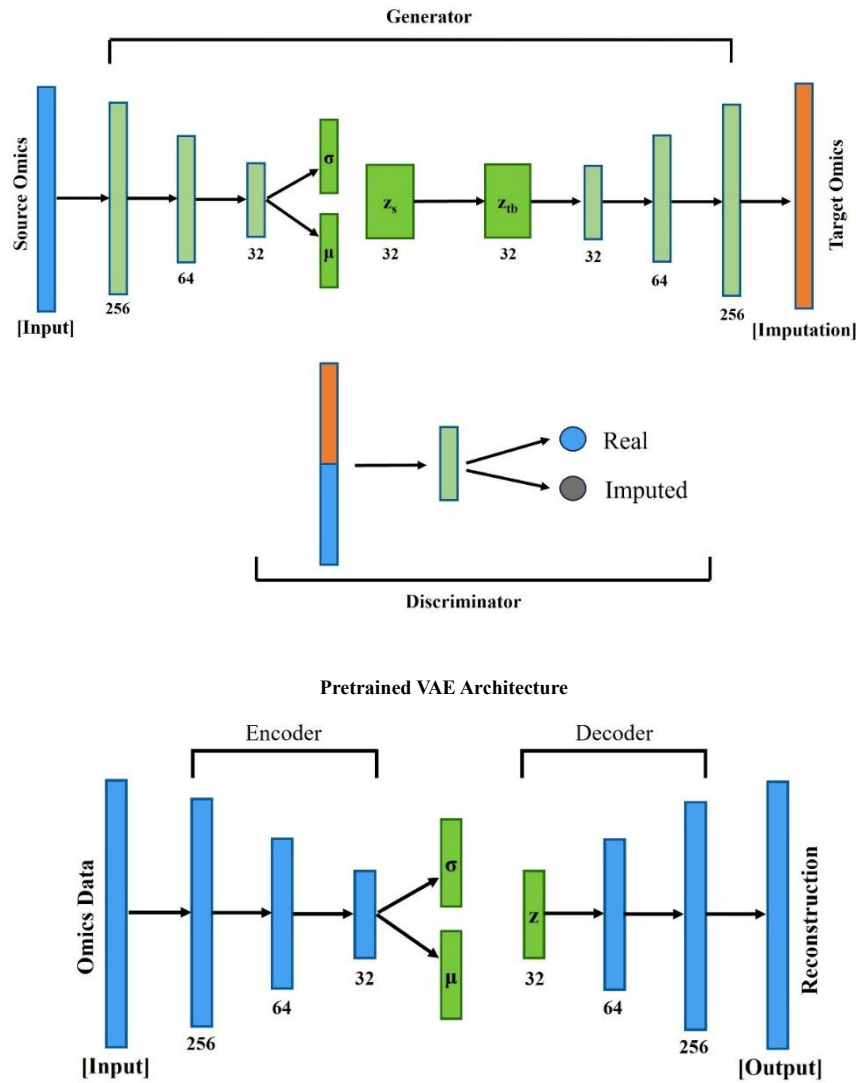 Generator
Source Omics
[Input]
256
64
32
σ
μ
z_s
32
z_tb
32
32
64
256
Target Omics
[Imputation]
Real
Imputed
Discriminator
Pretrained VAE Architecture
Encoder
Decoder
Omics Data
[Input]
256
64
32
σ
μ
z
32
64
256
Reconstruction
[Output]